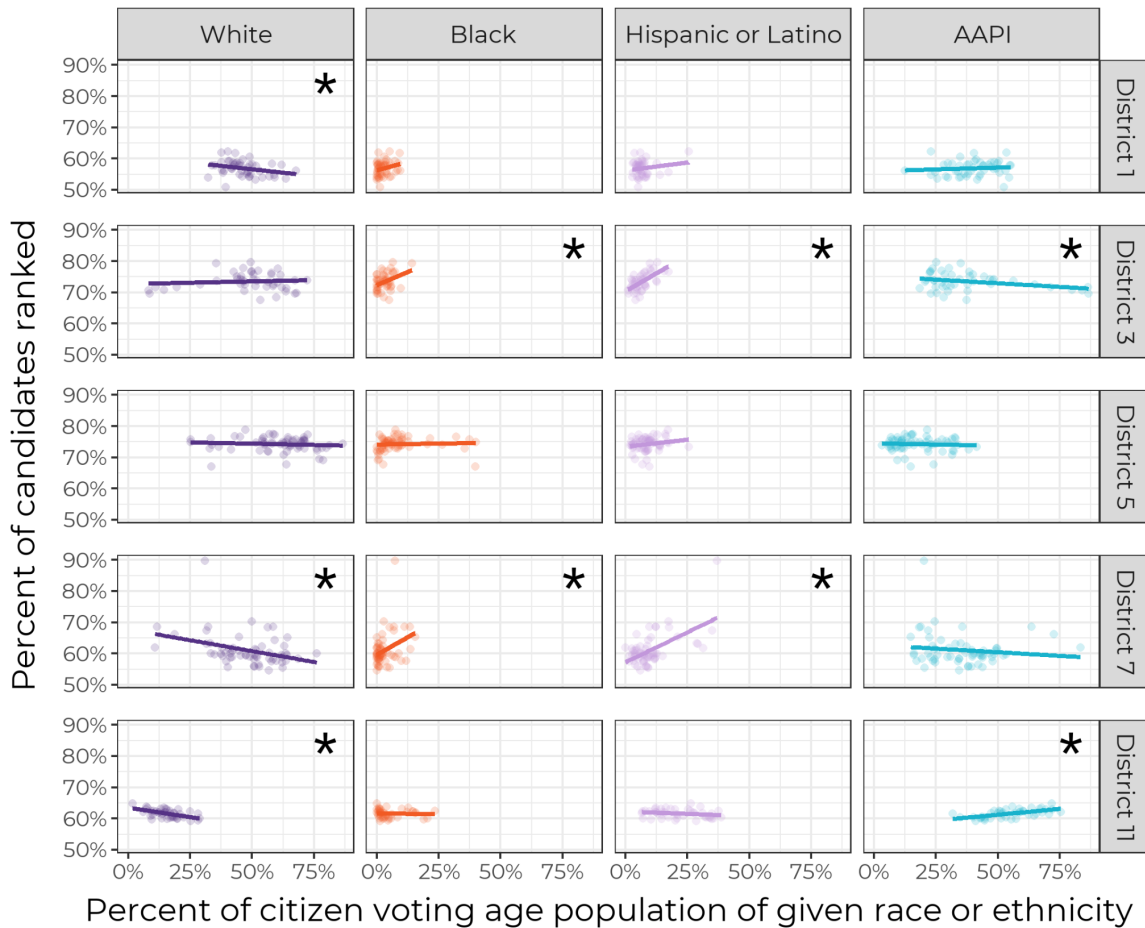 White Black Hispanic or Latino AAPI
Percent of candidates ranked
90%
80%
70%
60%
50%
*
District 1
90%
80%
70%
60%
50%
* * *
District 3
90%
80%
70%
60%
50%
District 5
90%
80%
70%
60%
50%
* * *
District 7
90%
80%
70%
60%
50%
* *
District 11
0% 25% 50% 75% 0% 25% 50% 75% 0% 25% 50% 75% 0% 25% 50% 75%
Percent of citizen voting age population of given race or ethnicity